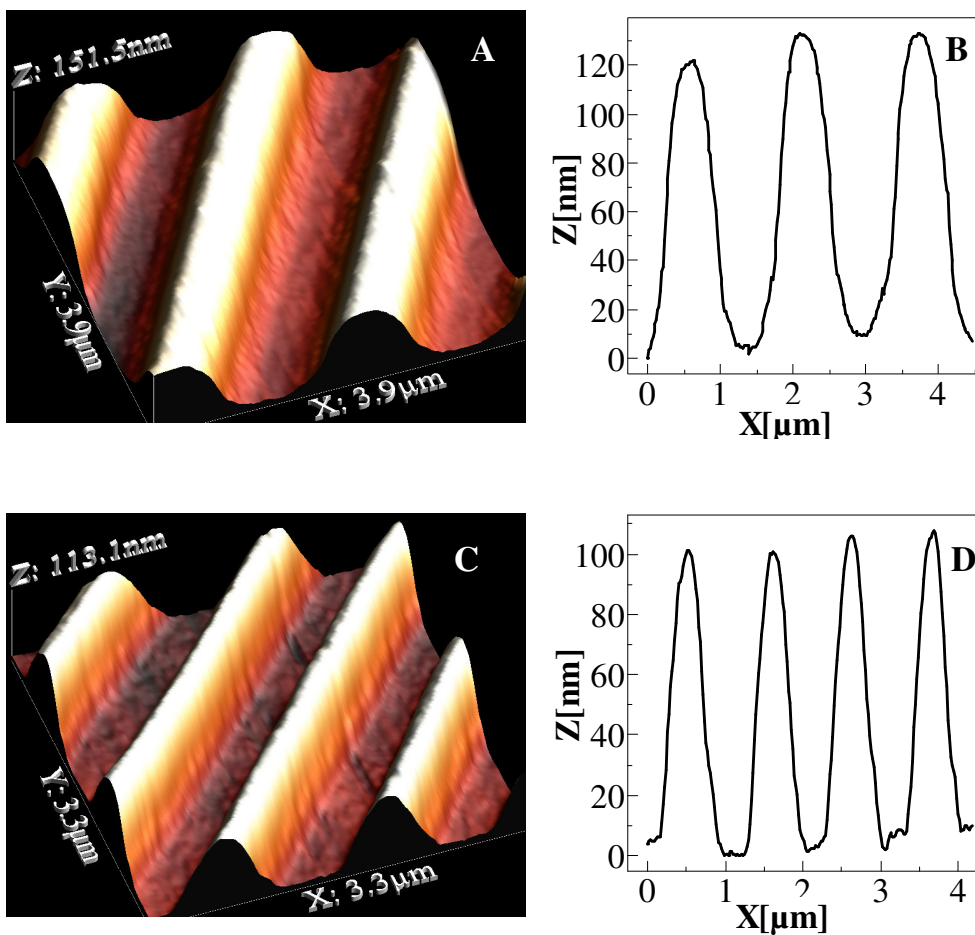 Z: 151.5nm
A
Y: 3.9µm
X: 3.9µm
B
Z[nm]
120
100
80
60
40
20
0
0 1 2 3 4
X[µm]
Z: 113.1nm
C
Y: 3.3µm
X: 3.3µm
D
Z[nm]
100
80
60
40
20
0
0 1 2 3 4
X[µm]